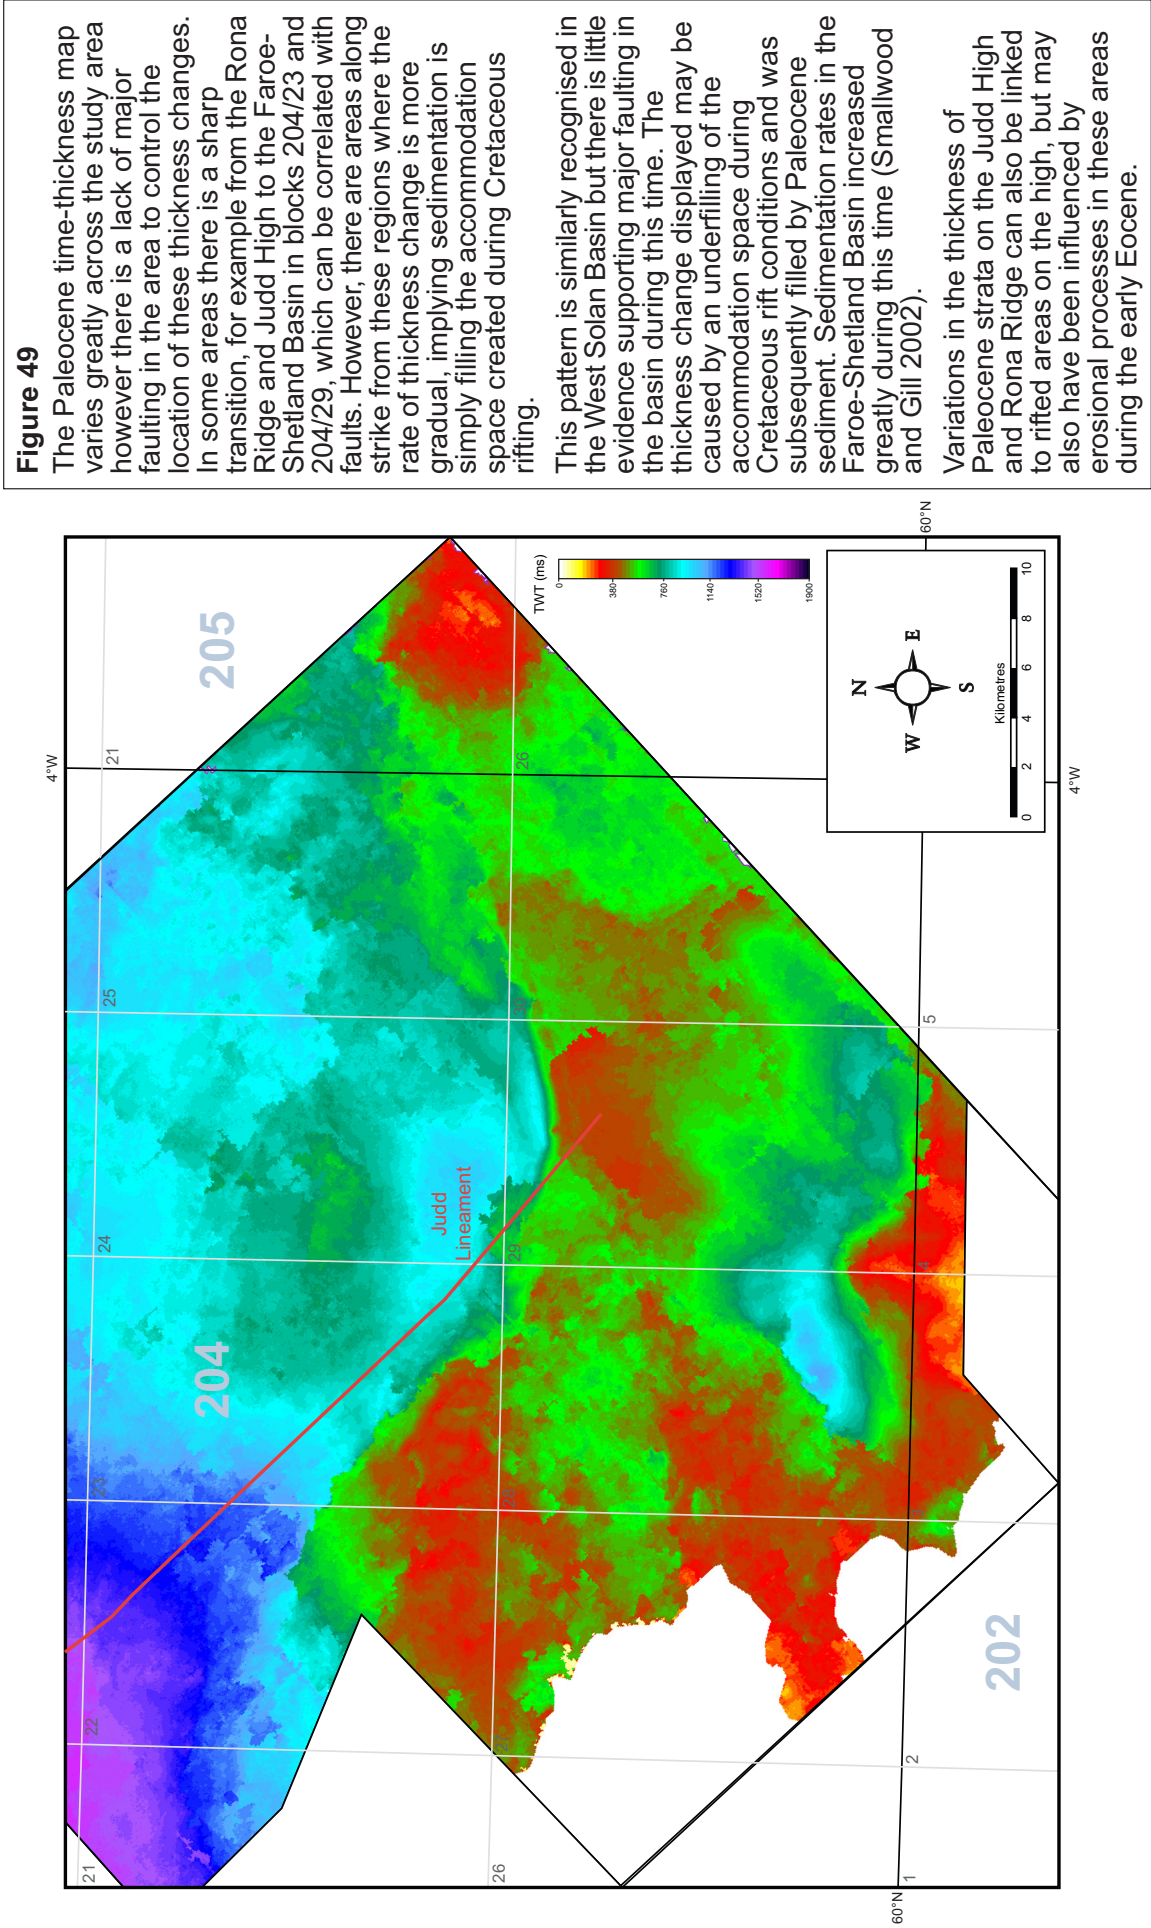 Figure 49
The Paleocene time-thickness map
varies greatly across the study area
however there is a lack of major
faulting in the area to control the
location of these thickness changes.
In some areas there is a sharp
transition, for example from the Rona
Ridge and Judd High to the Faroe-
Shetland Basin in blocks 204/23 and
204/29, which can be correlated with
faults. However, there are areas along
strike from these regions where the
rate of thickness change is more
gradual, implying sedimentation is
simply filling the accommodation
space created during Cretaceous
rifting.
This pattern is similarly recognised in
the West Solan Basin but there is little
evidence supporting major faulting in
the basin during this time. The
thickness change displayed may be
caused by an underfilling of the
accommodation space during
Cretaceous rift conditions and was
subsequently filled by Paleocene
sediment. Sedimentation rates in the
Faroe-Shetland Basin increased
greatly during this time (Smallwood
and Gill 2002).
Variations in the thickness of
Paleocene strata on the Judd High
and Rona Ridge can also be linked
to rifted areas on the high, but may
also have been influenced by
erosional processes in these areas
during the early Eocene.
4°W
21
22
23
24
25
21
204
205
Judd
Lineament
26
27
28
29
30
26
TWT (ms)
0
380
760
1140
1520
1900
N
W
E
S
Kilometres
0 2 4 6 8 10
60°N
60°N
1
2
3
4
5
202
4°W